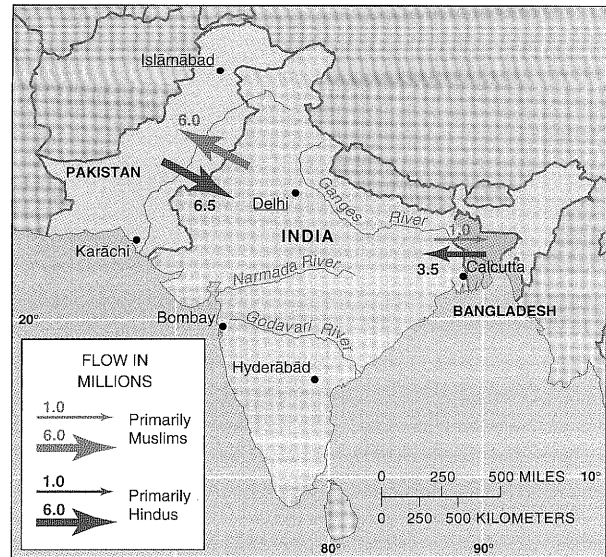 Islāmābād
6.0
PAKISTAN
6.5
Delhi
Ganges River
INDIA
1.0
3.5
Calcutta
Karāchi
Narmada River
BANGLADESH
20°
Bombay
Godavari River
Hyderābād
FLOW IN
MILLIONS
1.0
Primarily
6.0
Muslims
1.0
Primarily
6.0
Hindus
0 250 500 MILES
10°
0 250 500 KILOMETERS
80°
90°